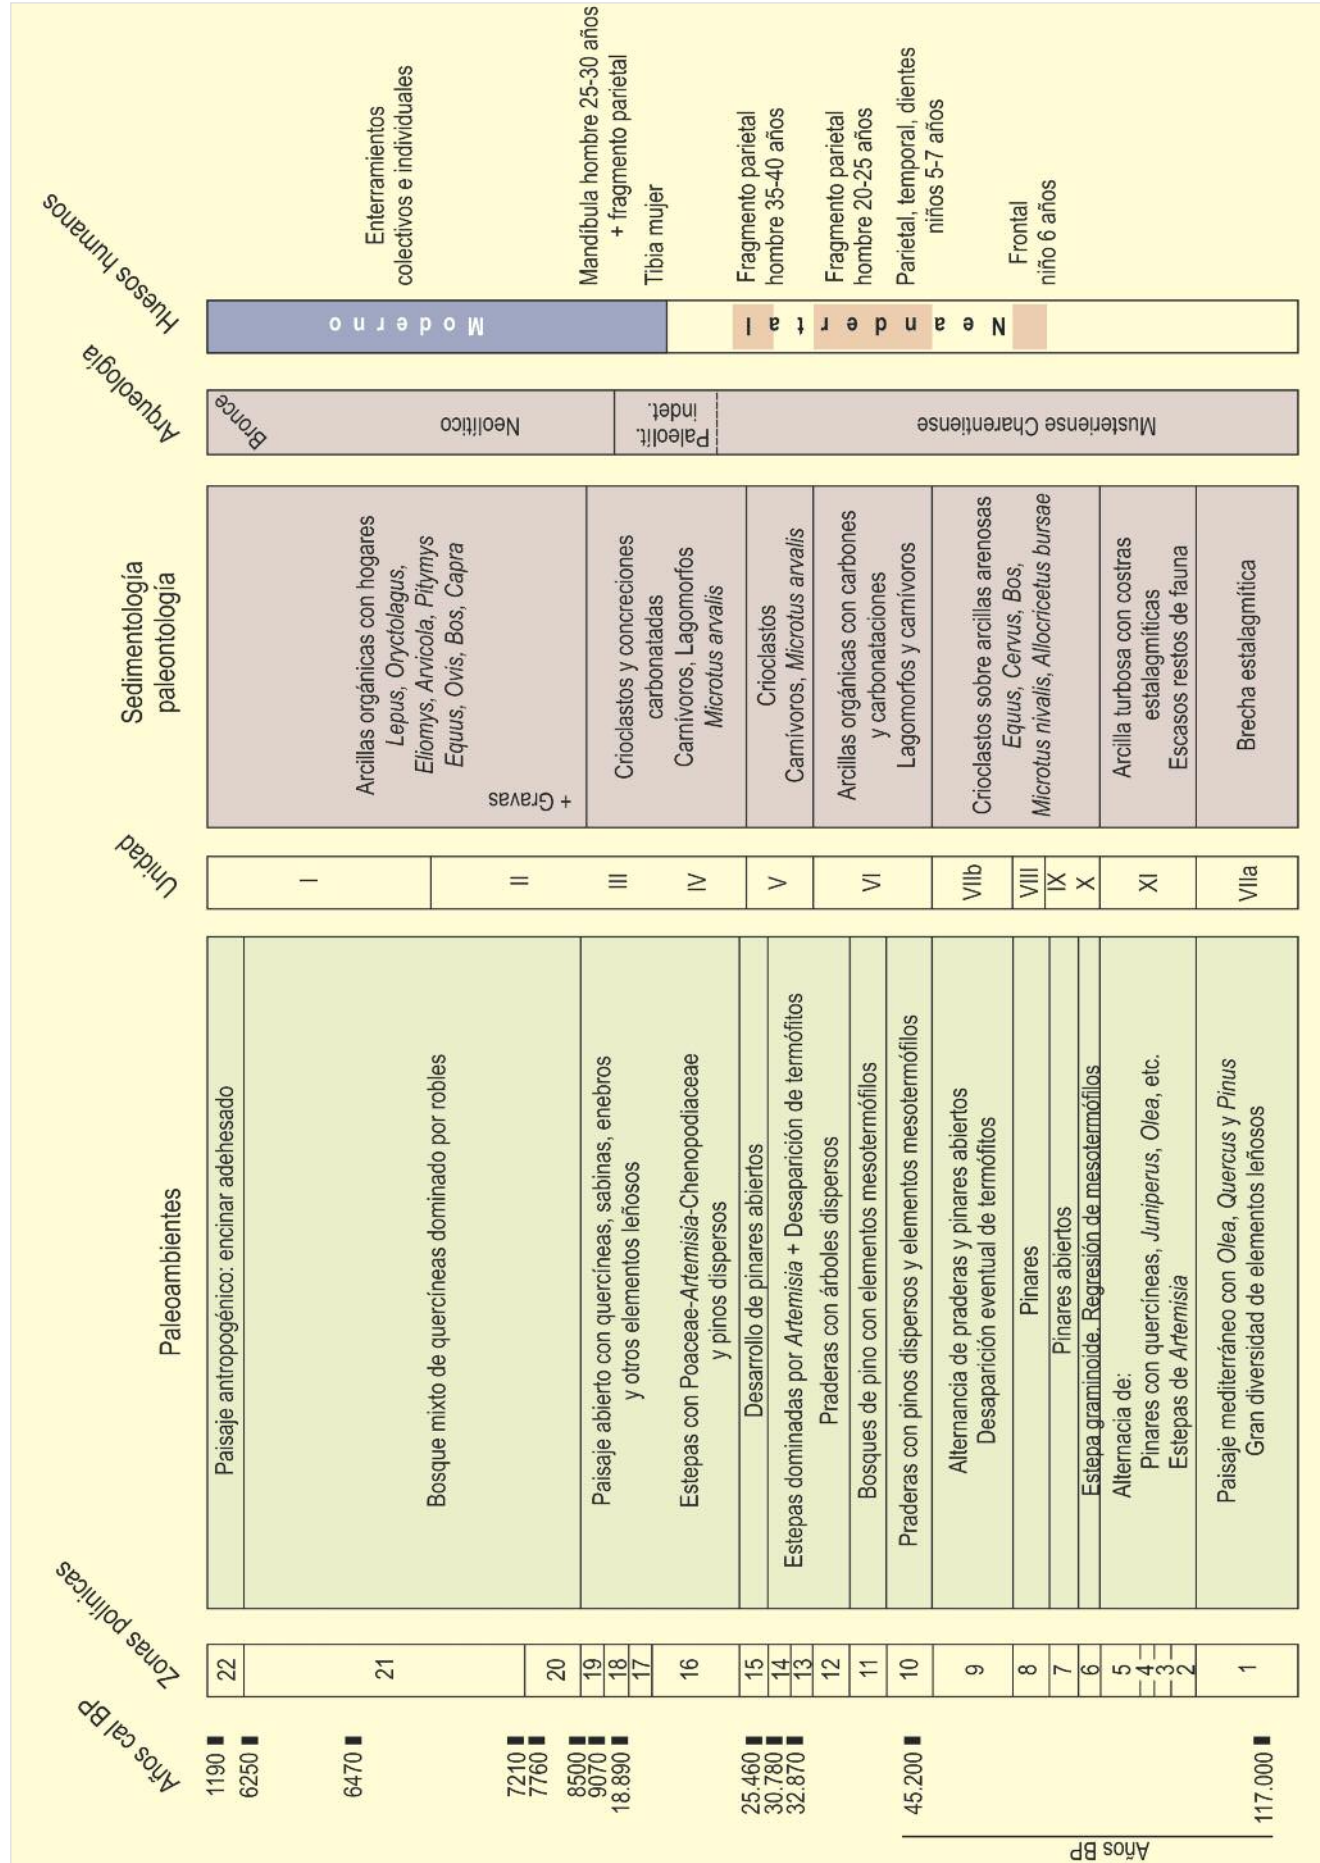 Años cal BP
Zonas polínicas
Paleoambientes
Unidad
Sedimentología
paleontología
Arqueología
Huesos humanos
1190
6250
6470
7210
7760
8500
9070
18.890
25.460
30.780
32.870
45.200
117.000
Años BP
22
21
20
19
18
17
16
15
14
13
12
11
10
9
8
7
6
5
4
3
2
1
Paisaje antropogénico: encinar adehesado
Bosque mixto de quercíneas dominado por robles
Paisaje abierto con quercíneas, sabinas, enebros
y otros elementos leñosos
Estepas con Poaceae-Artemisia-Chenopodiaceae
y pinos dispersos
Desarrollo de pinares abiertos
Estepas dominadas por Artemisia + Desaparición de termófitos
Praderas con árboles dispersos
Bosques de pino con elementos mesotermófilos
Praderas con pinos dispersos y elementos mesotermófilos
Alternancia de praderas y pinares abiertos
Desaparición eventual de termófitos
Pinares
Pinares abiertos
Estepa graminoide. Regresión de mesotermófilos
Alternacia de:
Pinares con quercíneas, Juniperus, Olea, etc.
Estepas de Artemisia
Paisaje mediterráneo con Olea, Quercus y Pinus
Gran diversidad de elementos leñosos
I
II
III
IV
V
VI
VIIb
VIII
IX
X
XI
VIIa
Arcillas orgánicas con hogares
Lepus, Oryctolagus,
Eliomys, Arvicola, Pitymys
Equus, Ovis, Bos, Capra
+ Gravas
Crioclastos y concreciones
carbonatadas
Carnívoros, Lagomorfos
Microtus arvalis
Crioclastos
Carnívoros, Microtus arvalis
Arcillas orgánicas con carbones
y carbonataciones
Lagomorfos y carnívoros
Crioclastos sobre arcillas arenosas
Equus, Cervus, Bos,
Microtus nivalis, Allocricetus bursae
Arcilla turbosa con costras
estalagmíticas
Escasos restos de fauna
Brecha estalagmítica
Bronce
Neolítico
Paleolít.
indet.
Musteriense Charentiense
Moderno
Neandertal
Enterramientos
colectivos e individuales
Mandíbula hombre 25-30 años
+ fragmento parietal
Tibia mujer
Fragmento parietal
hombre 35-40 años
Fragmento parietal
hombre 20-25 años
Parietal, temporal, dientes
niños 5-7 años
Frontal
niño 6 años